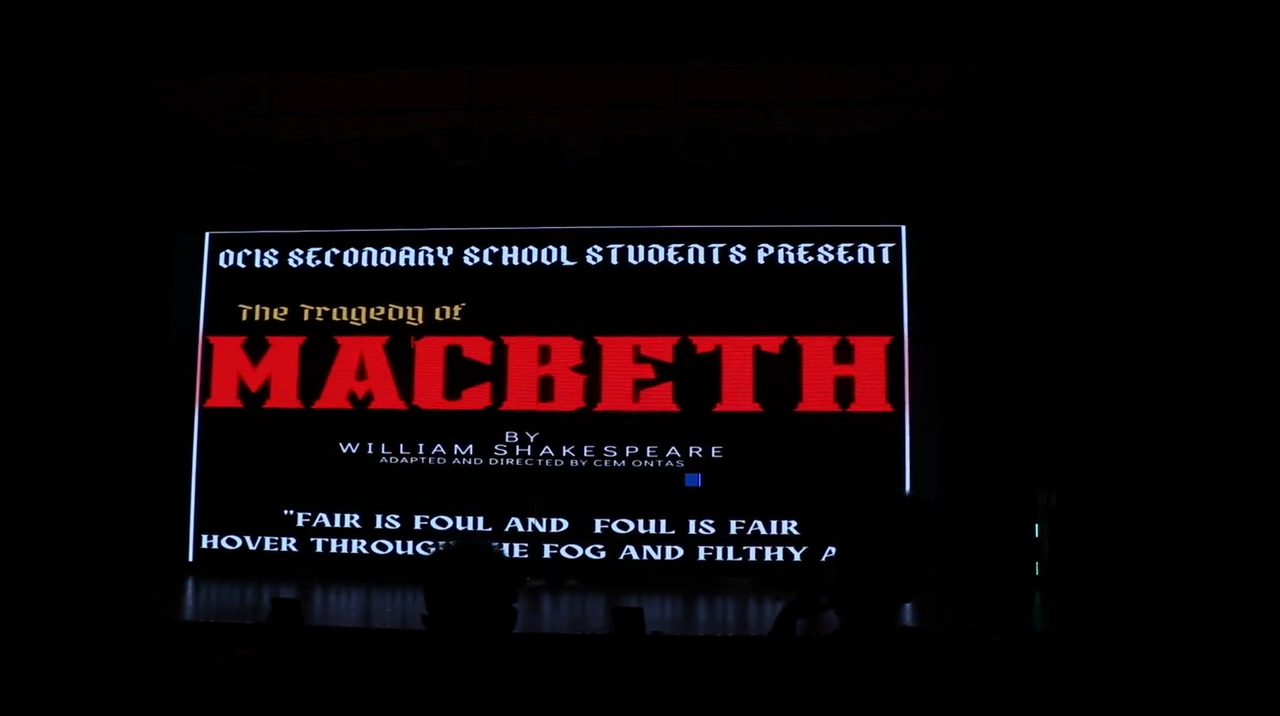 OCIS SECONDARY SCHOOL STUDENTS PRESENT
The Tragedy of
MACBETH
BY
WILLIAM SHAKESPEARE
ADAPTED AND DIRECTED BY CEM ONTAS
"FAIR IS FOUL AND FOUL IS FAIR
HOVER THE FOG AND FILTHY